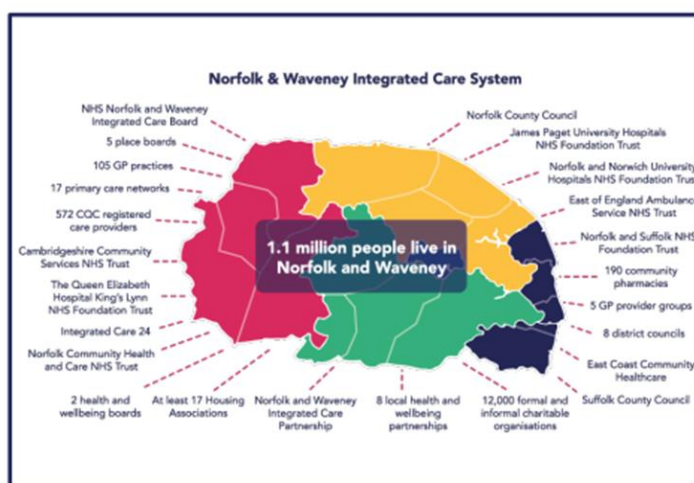 Norfolk & Waveney Integrated Care System
NHS Norfolk and Waveney
Integrated Care Board
5 place boards
105 GP practices
17 primary care networks
572 CQC registered
care providers
Cambridgeshire Community
Services NHS Trust
The Queen Elizabeth
Hospital King's Lynn
NHS Foundation Trust
Integrated Care 24
Norfolk Community Health
and Care NHS Trust
2 health and
wellbeing boards
At least 17 Housing
Associations
Norfolk and Waveney
Integrated Care
Partnership
8 local health and
wellbeing
partnerships
12,000 formal and
informal charitable
organisations
1.1 million people live in
Norfolk and Waveney
Norfolk County Council
James Paget University Hospitals
NHS Foundation Trust
Norfolk and Norwich University
Hospitals NHS Foundation Trust
East of England Ambulance
Service NHS Trust
Norfolk and Suffolk NHS
Foundation Trust
190 community
pharmacies
5 GP provider groups
8 district councils
East Coast Community
Healthcare
Suffolk County Council